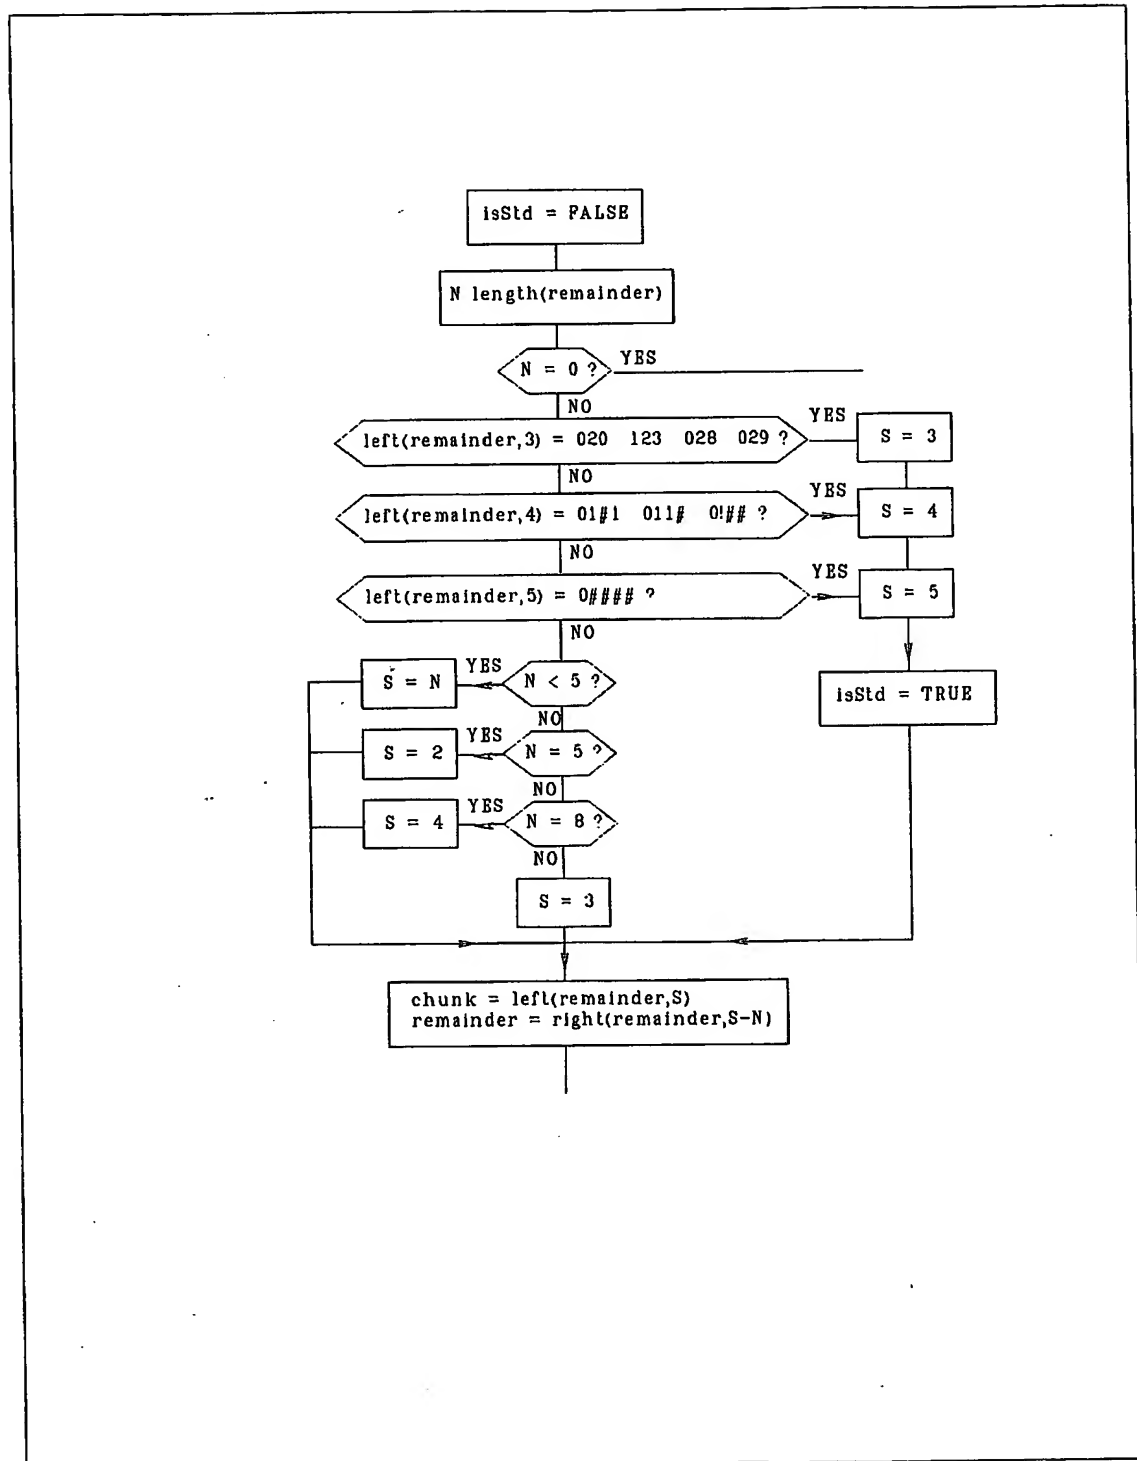 isStd = FALSE
N length(remainder)
N = 0 ? YES
NO
left(remainder,3) = 020 123 028 029 ? YES S = 3
NO
left(remainder,4) = 01#1 011# 0!## ? YES S = 4
NO
left(remainder,5) = 0#### ? YES S = 5
NO
S = N YES N < 5 ?
isStd = TRUE
NO
S = 2 YES N = 5 ?
NO
S = 4 YES N = 8 ?
NO
S = 3
chunk = left(remainder,S)
remainder = right(remainder,S-N)